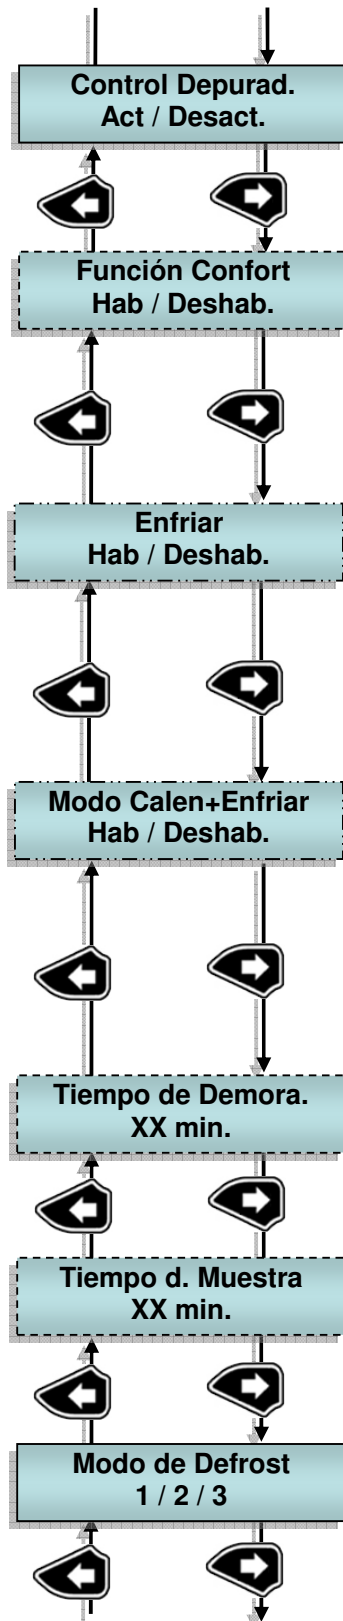 Control Depurad.
Act / Desact.
Función Confort
Hab / Deshab.
Enfriar
Hab / Deshab.
Modo Calen+Enfriar
Hab / Deshab.
Tiempo de Demora.
XX min.
Tiempo d. Muestra
XX min.
Modo de Defrost
1 / 2 / 3